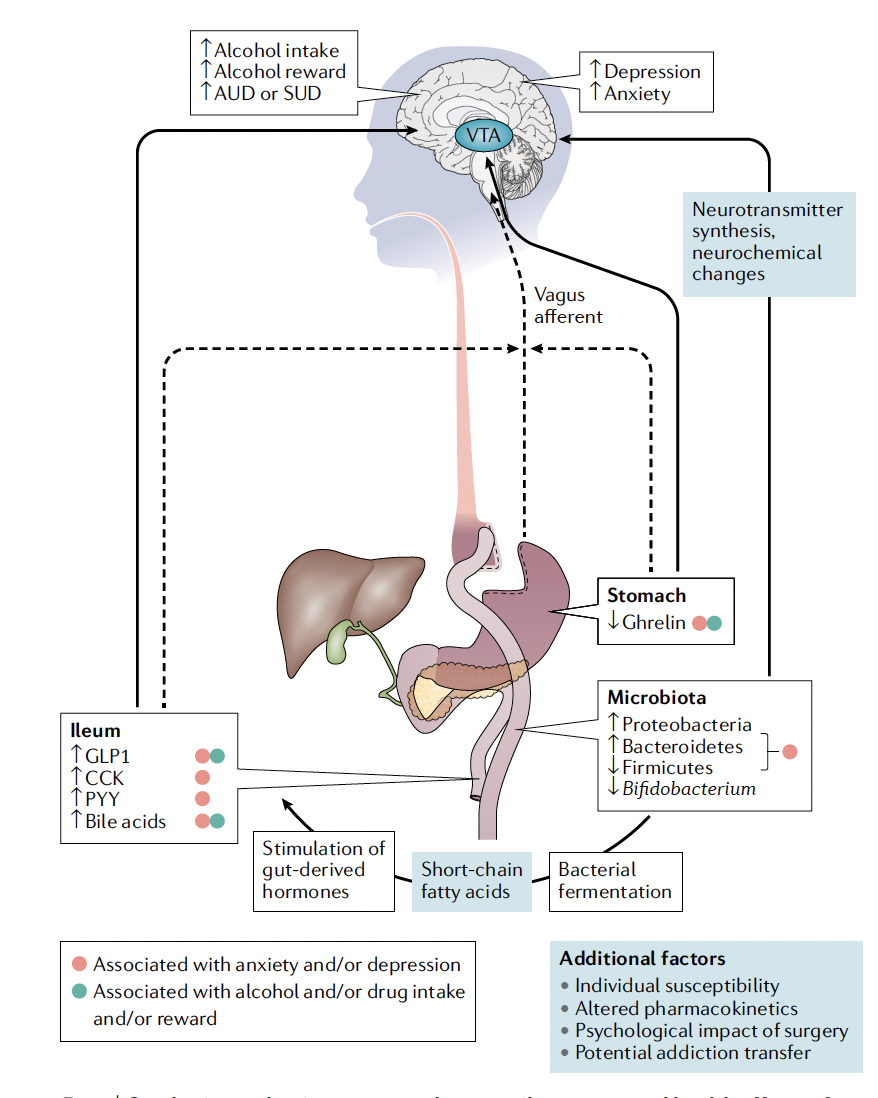 ↑Alcohol intake
↑Alcohol reward
↑AUD or SUD
↑Depression
↑Anxiety
VTA
Neurotransmitter
synthesis,
neurochemical
changes
Vagus
afferent
Stomach
↓Ghrelin
Microbiota
↑Proteobacteria
↑Bacteroidetes
↓Firmicutes
↓Bifidobacterium
Ileum
↑GLP1
↑CCK
↑PYY
↑Bile acids
Stimulation of
gut-derived
hormones
Short-chain
fatty acids
Bacterial
fermentation
Associated with anxiety and/or depression
Associated with alcohol and/or drug intake
and/or reward
Additional factors
• Individual susceptibility
• Altered pharmacokinetics
• Psychological impact of surgery
• Potential addiction transfer